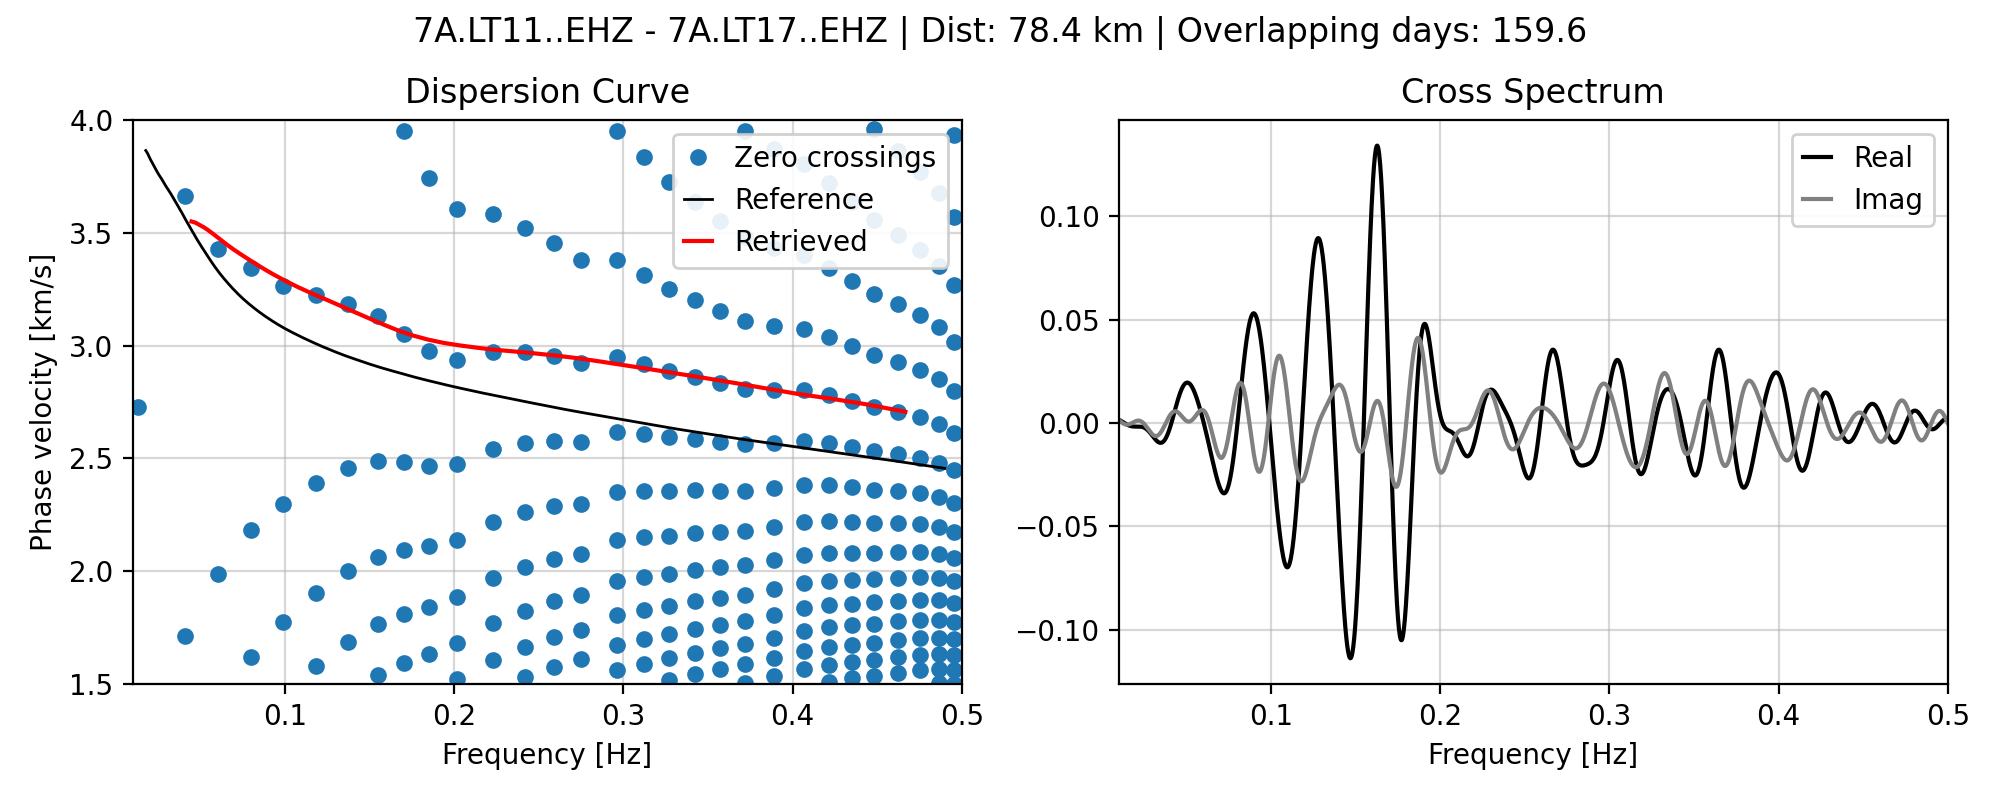 7A.LT11..EHZ - 7A.LT17..EHZ | Dist: 78.4 km | Overlapping days: 159.6
Dispersion Curve
4.0
3.5
3.0
2.5
2.0
1.5
Phase velocity [km/s]
Zero crossings
Reference
Retrieved
0.1
0.2
0.3
0.4
0.5
Frequency [Hz]
Cross Spectrum
0.10
0.05
0.00
−0.05
−0.10
Real
Imag
0.1
0.2
0.3
0.4
0.5
Frequency [Hz]